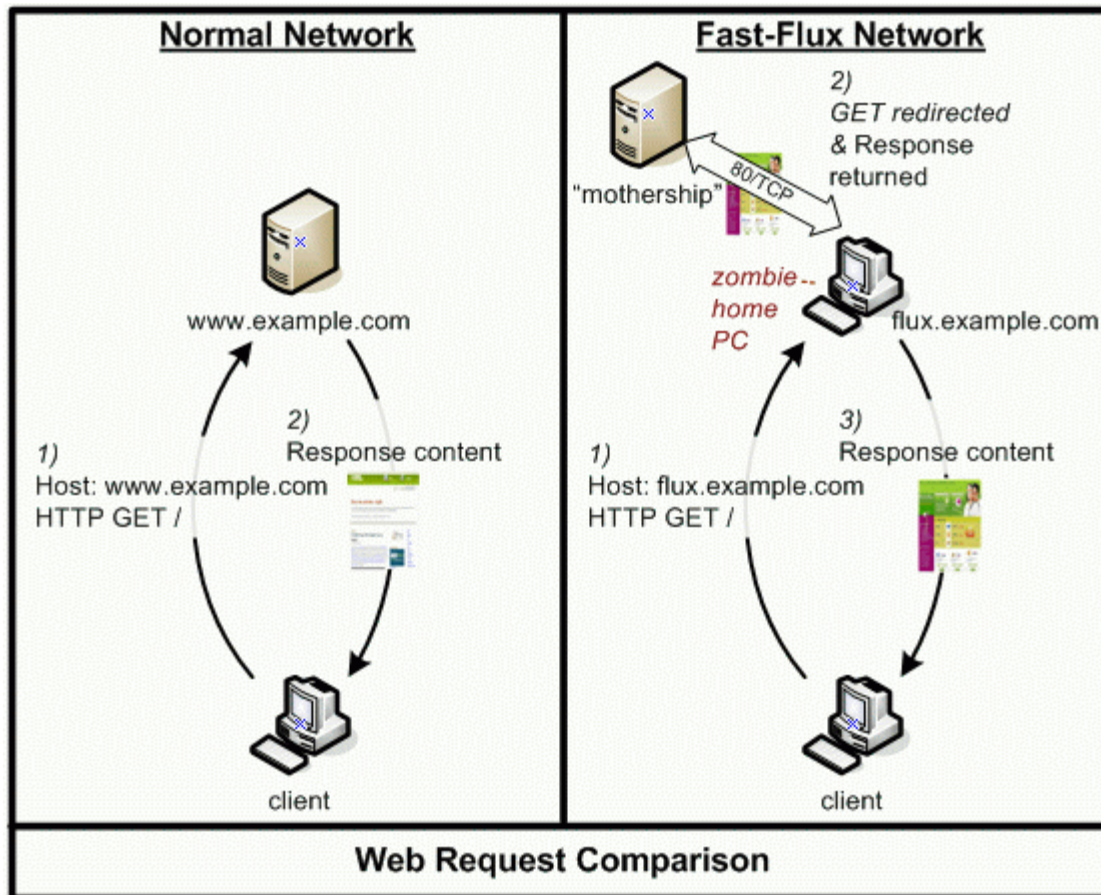 Normal Network
www.example.com
1)
Host: www.example.com
HTTP GET /
2)
Response content
client
Fast-Flux Network
"mothership"
80/TCP
2)
GET redirected
& Response
returned
zombie--
home
PC
flux.example.com
1)
Host: flux.example.com
HTTP GET /
3)
Response content
client
Web Request Comparison